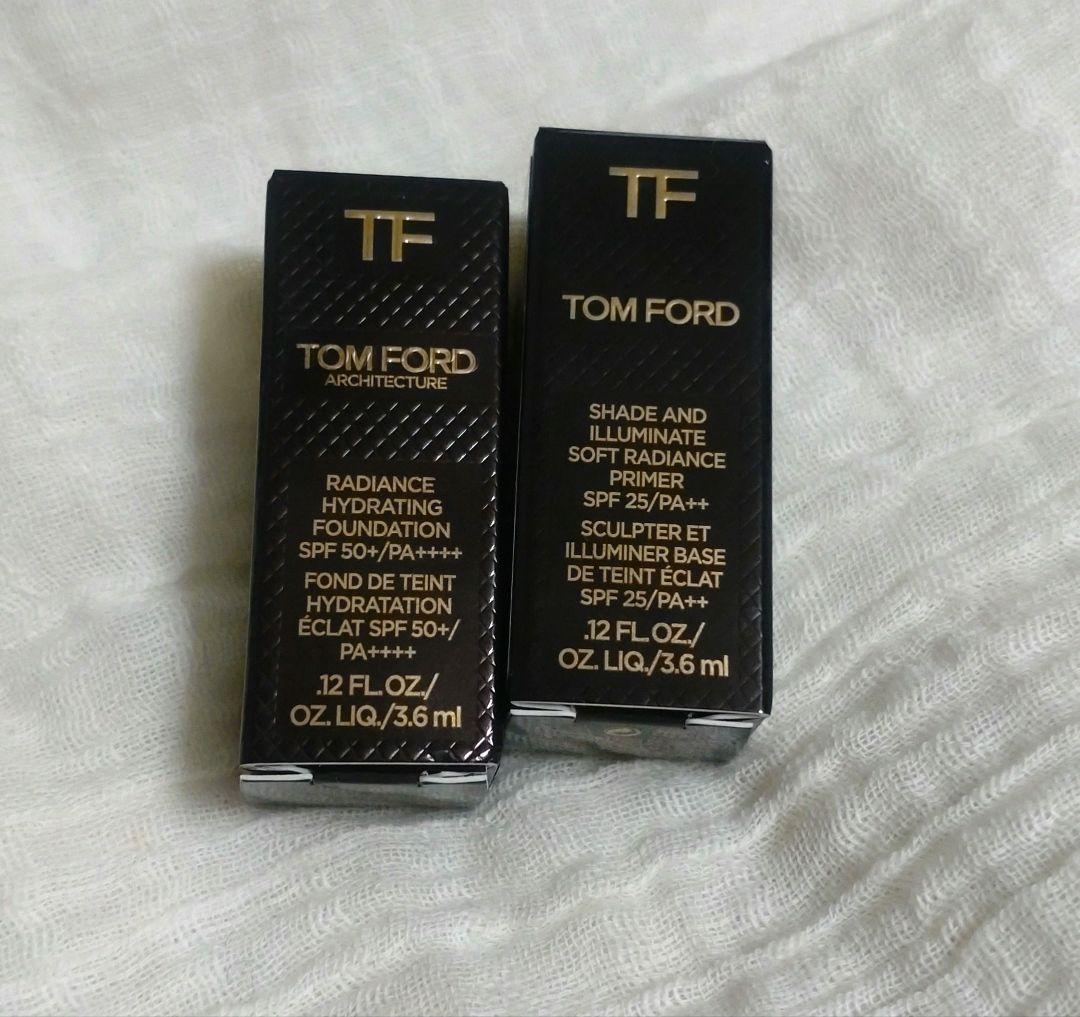 TF
TOM FORD
ARCHITECTURE
RADIANCE
HYDRATING
FOUNDATION
SPF 50+/PA++++
FOND DE TEINT
HYDRATATION
ÉCLAT SPF 50+/
PA++++
.12 FL.OZ./
OZ. LIQ./3.6 ml
TF
TOM FORD
SHADE AND
ILLUMINATE
SOFT RADIANCE
PRIMER
SPF 25/PA++
SCULPTER ET
ILLUMINER BASE
DE TEINT ÉCLAT
SPF 25/PA++
.12 FL.OZ./
OZ. LIQ./3.6 ml